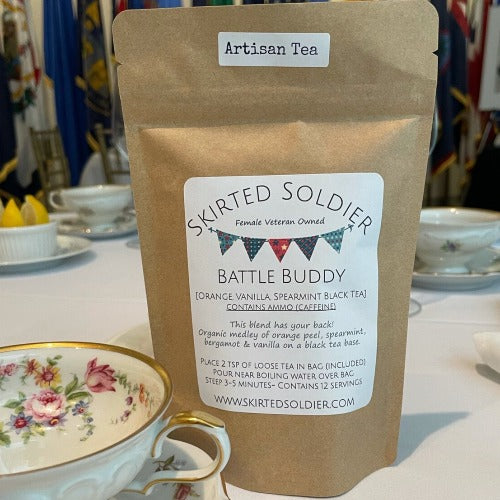 Artisan Tea
SKIRTED SOLDIER
Female Veteran Owned
BATTLE BUDDY
[ORANGE, VANILLA, SPEARMINT BLACK TEA]
CONTAINS AMMO (CAFFEINE)
This blend has your back!
Organic medley of orange peel, spearmint,
bergamot & vanilla on a black tea base.
PLACE 2 TSP OF LOOSE TEA IN BAG (INCLUDED)
POUR NEAR BOILING WATER OVER BAG.
STEEP 3-5 MINUTES- CONTAINS 12 SERVINGS
WWW.SKIRTEDSOLDIER.COM